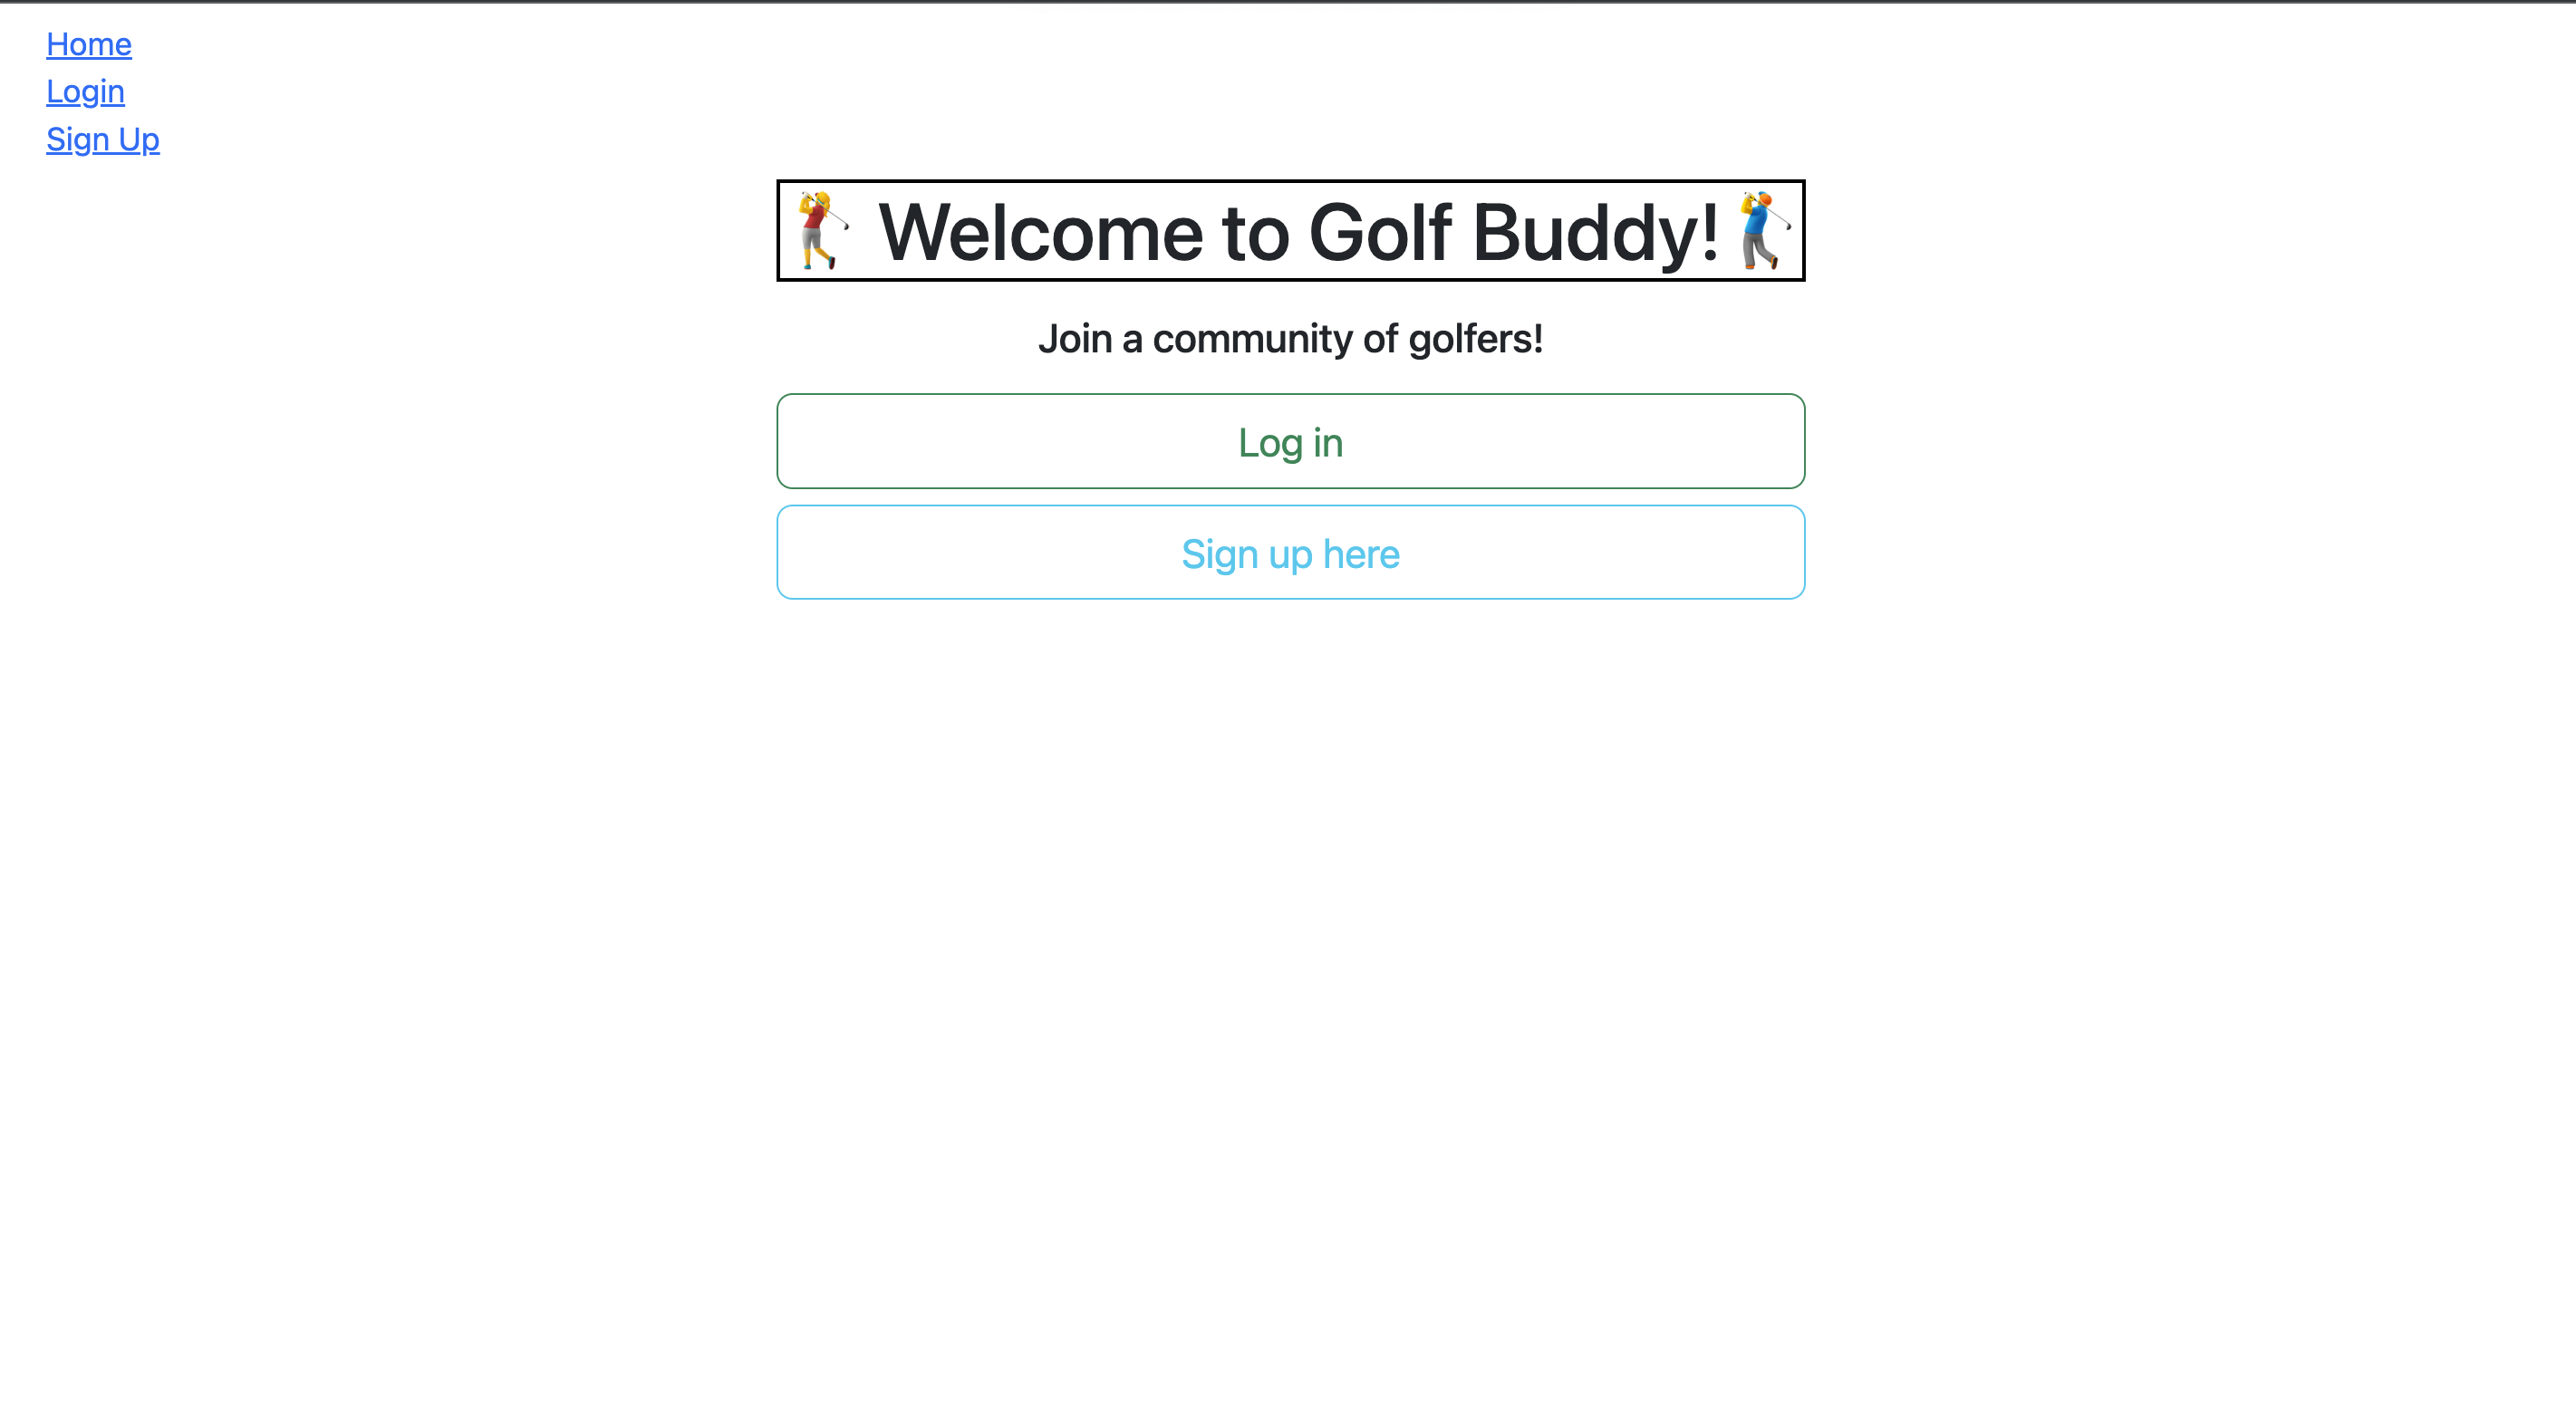 Home
Login
Sign Up
🏌️‍♀️ Welcome to Golf Buddy!🏌️‍♂️
Join a community of golfers!
Log in
Sign up here